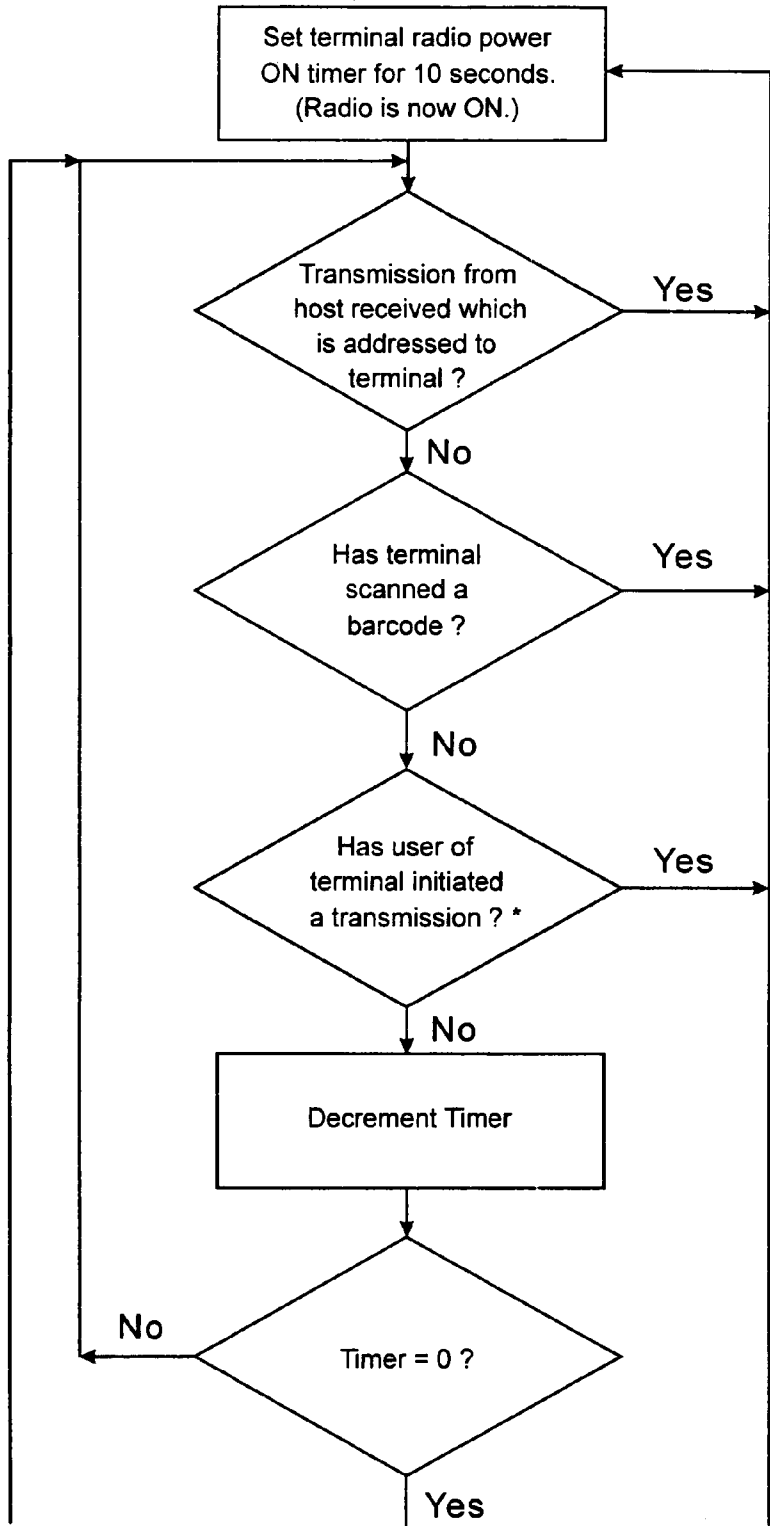 Set terminal radio power
ON timer for 10 seconds.
(Radio is now ON.)
Transmission from
host received which
is addressed to
terminal ?
Yes
No
Has terminal
scanned a
barcode ?
Yes
No
Has user of
terminal initiated
a transmission ? *
Yes
No
Decrement Timer
No
Timer = 0 ?
Yes